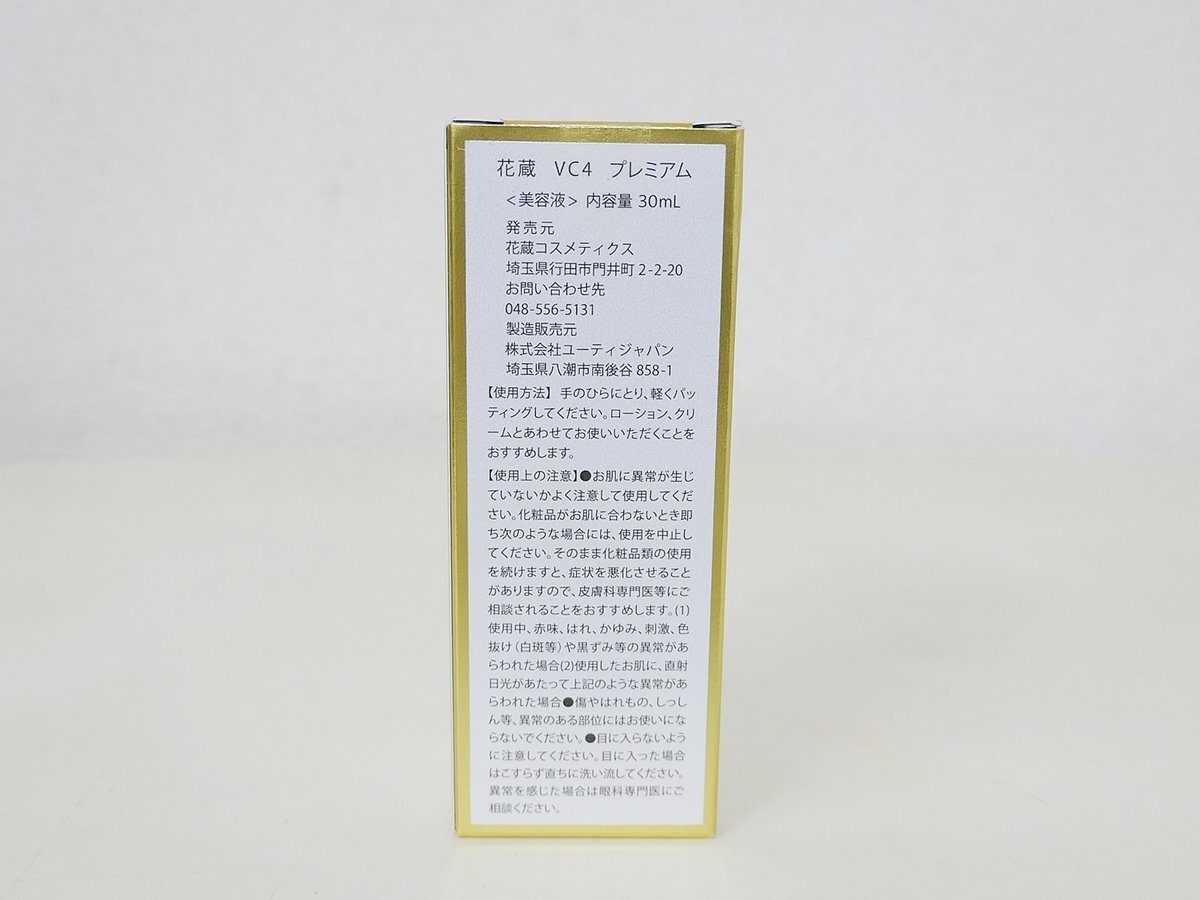 花蔵 VC4 プレミアム
<美容液> 内容量 30mL
発売元
花蔵コスメティクス
埼玉県行田市門井町 2-2-20
お問い合わせ先
048-556-5131
製造販売元
株式会社ユーティジャパン
埼玉県八潮市南後谷 858-1
【使用方法】 手のひらにとり、軽くパッ
ティングしてください。ローション、クリ
ームとあわせてお使いいただくことを
おすすめします。
【使用上の注意】●お肌に異常が生じ
ていないかよく注意して使用してくだ
さい。化粧品がお肌に合わないとき即
ち次のような場合には、使用を中止し
てください。そのまま化粧品類の使用
を続けますと、症状を悪化させること
がありますので、皮膚科専門医等にご
相談されることをおすすめします。(1)
使用中、赤味、はれ、かゆみ、刺激、色
抜け（白斑等）や黒ずみ等の異常があ
らわれた場合(2)使用したお肌に、直射
日光があたって上記のような異常があ
らわれた場合●傷やはれもの、しっし
ん等、異常のある部位にはお使いにな
らないでください。●目に入らないよう
に注意してください。目に入った場合
はこすらず直ちに洗い流してください。
異常を感じた場合は眼科専門医にご
相談ください。